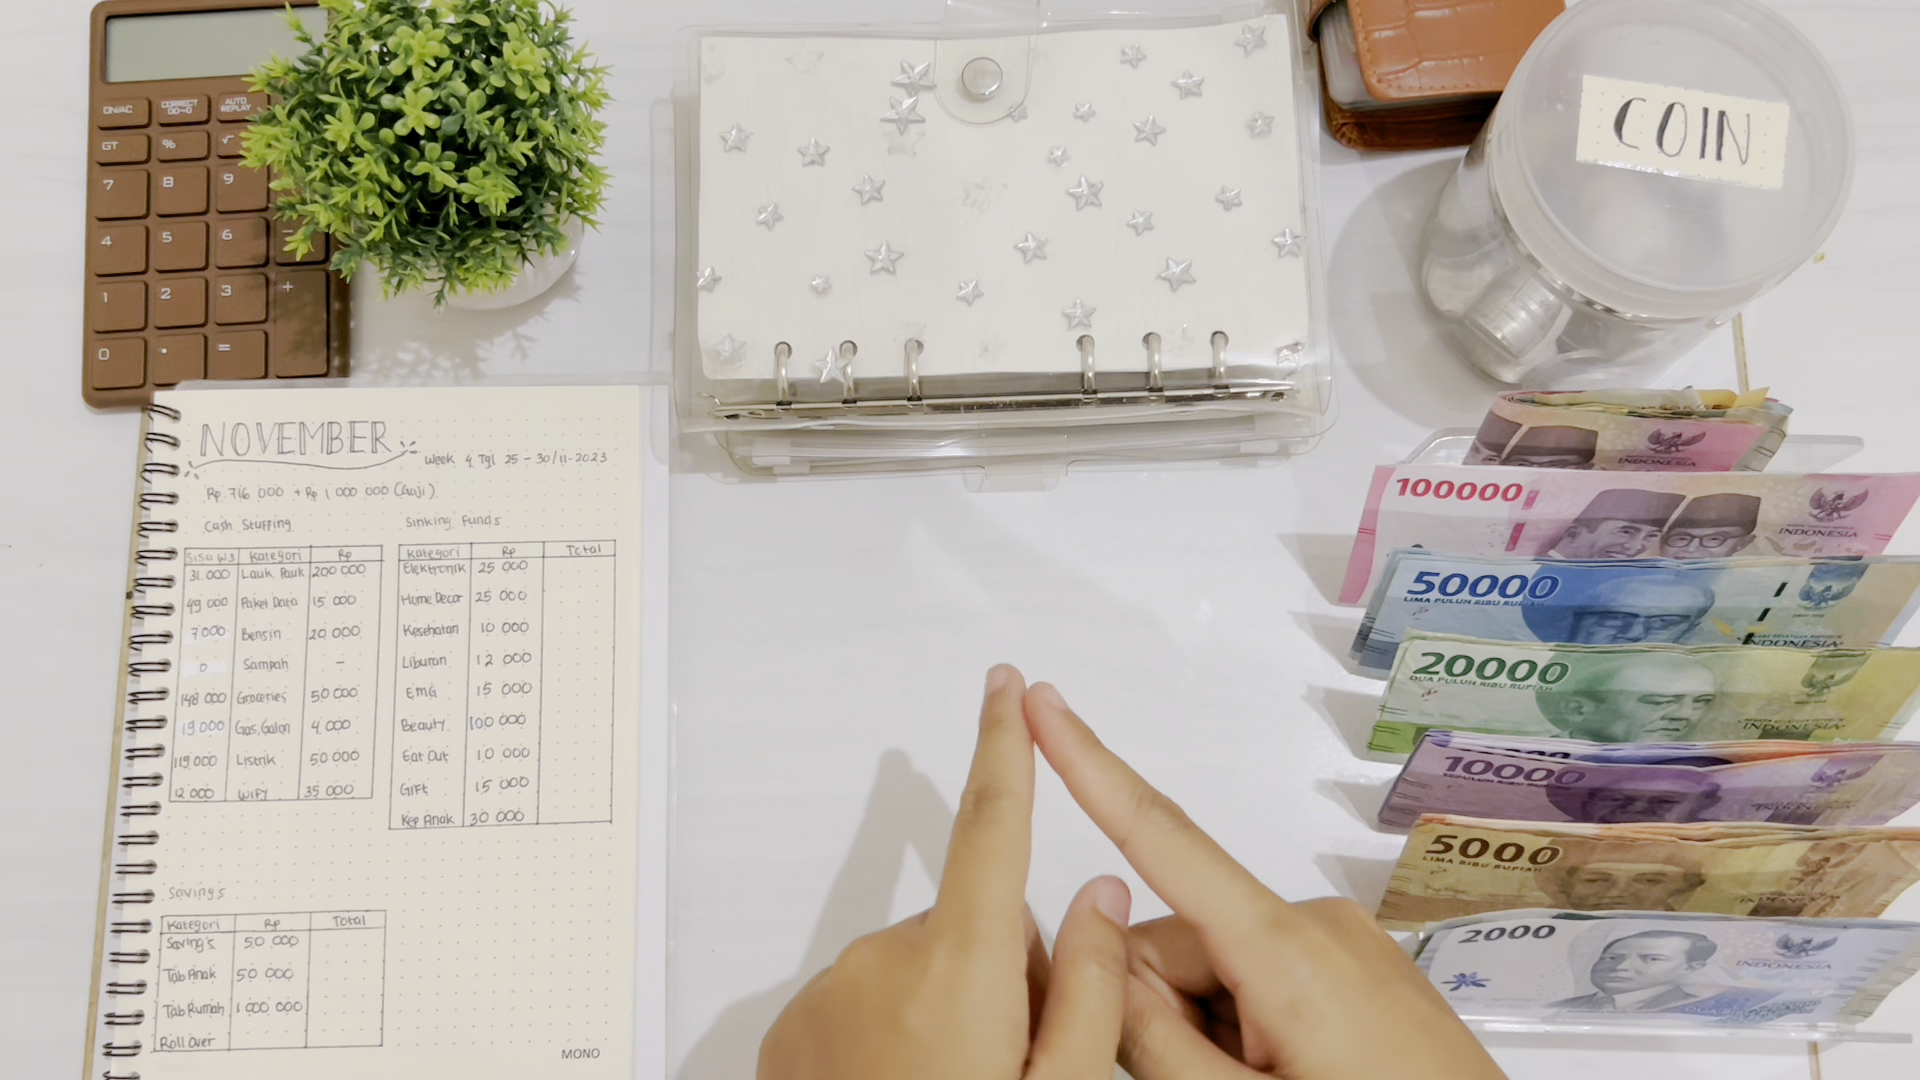 ON/AC CORRECT 00→0 AUTO REPLAY
GT % √
7 8 9
4 5 6 −
1 2 3 +
0 • =
COIN
NOVEMBER
Week 4 Tgl 25 - 30/11-2023
Rp 716 000 + Rp 1 000 000 (Gaji)
Cash Stuffing
Sisa W3 Kategori Rp
31.000 Lauk Pauk 200 000
49 000 Paket Data 15 000
7 000 Bensin 20 000
0 Sampah –
148 000 Groceries 50 000
19 000 Gas, Galon 4 000
119 000 Listrik 50 000
12 000 WiFi 35 000
Sinking Funds
Kategori Rp Total
Elektronik 25 000
Home Decor 25 000
Kesehatan 10 000
Liburan 12 000
EMG 15 000
Beauty 100 000
Eat Out 10 000
Gift 15 000
Kep Anak 30 000
Saving's
Kategori Rp Total
Saving's 50 000
Tab Anak 50 000
Tab Rumah 1 000 000
Roll Over
MONO
INDONESIA
100000
INDONESIA
50000
LIMA PULUH RIBU RUPIAH
INDONESIA
20000
DUA PULUH RIBU RUPIAH
INDONESIA
10000
SEPULUH RIBU RUPIAH
5000
LIMA RIBU RUPIAH
2000
INDONESIA